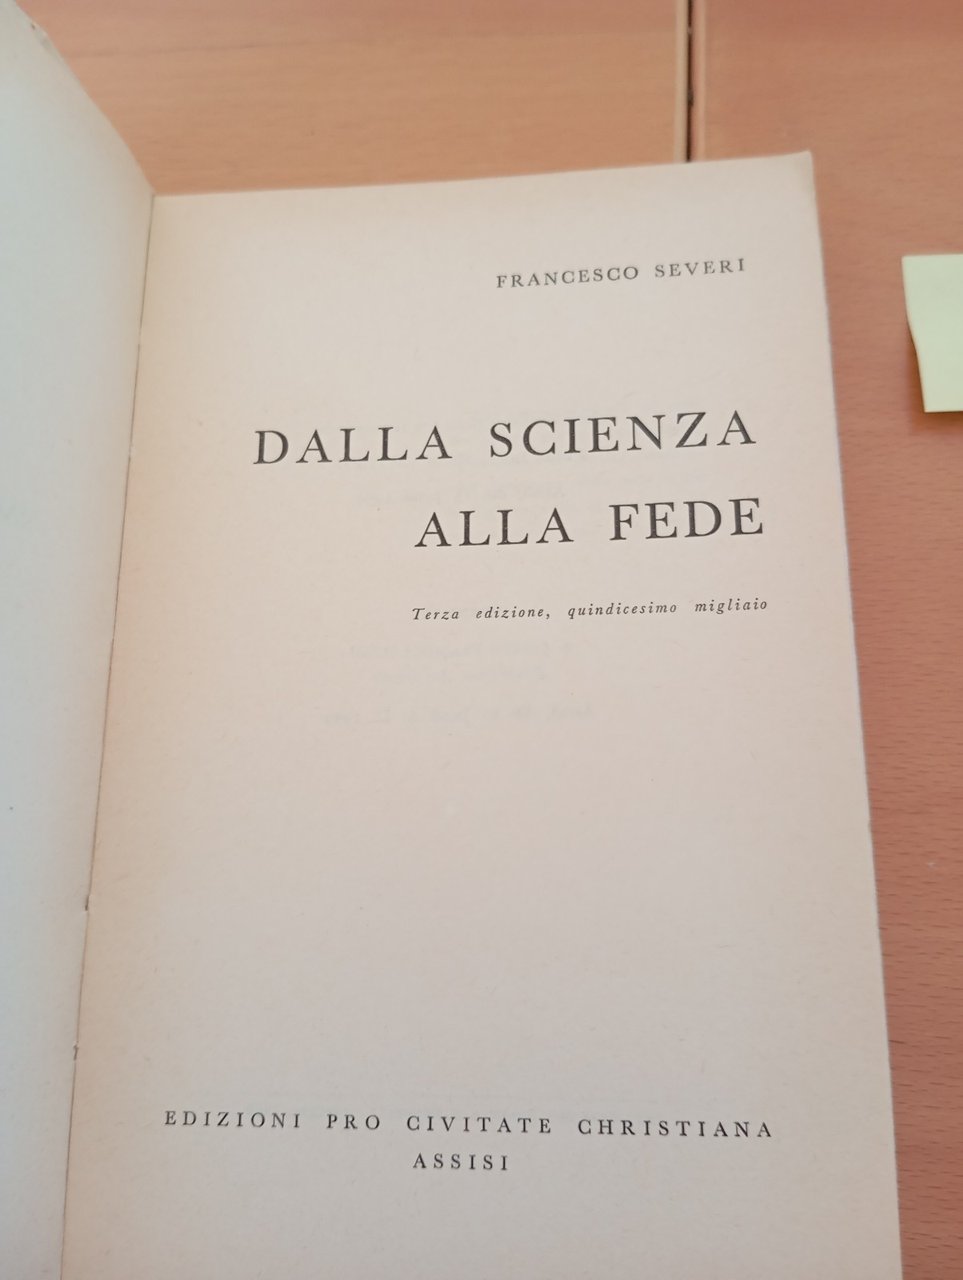 FRANCESCO SEVERI
DALLA SCIENZA
ALLA FEDE
Terza edizione, quindicesimo migliaio
EDIZIONI PRO CIVITATE CHRISTIANA
ASSISI